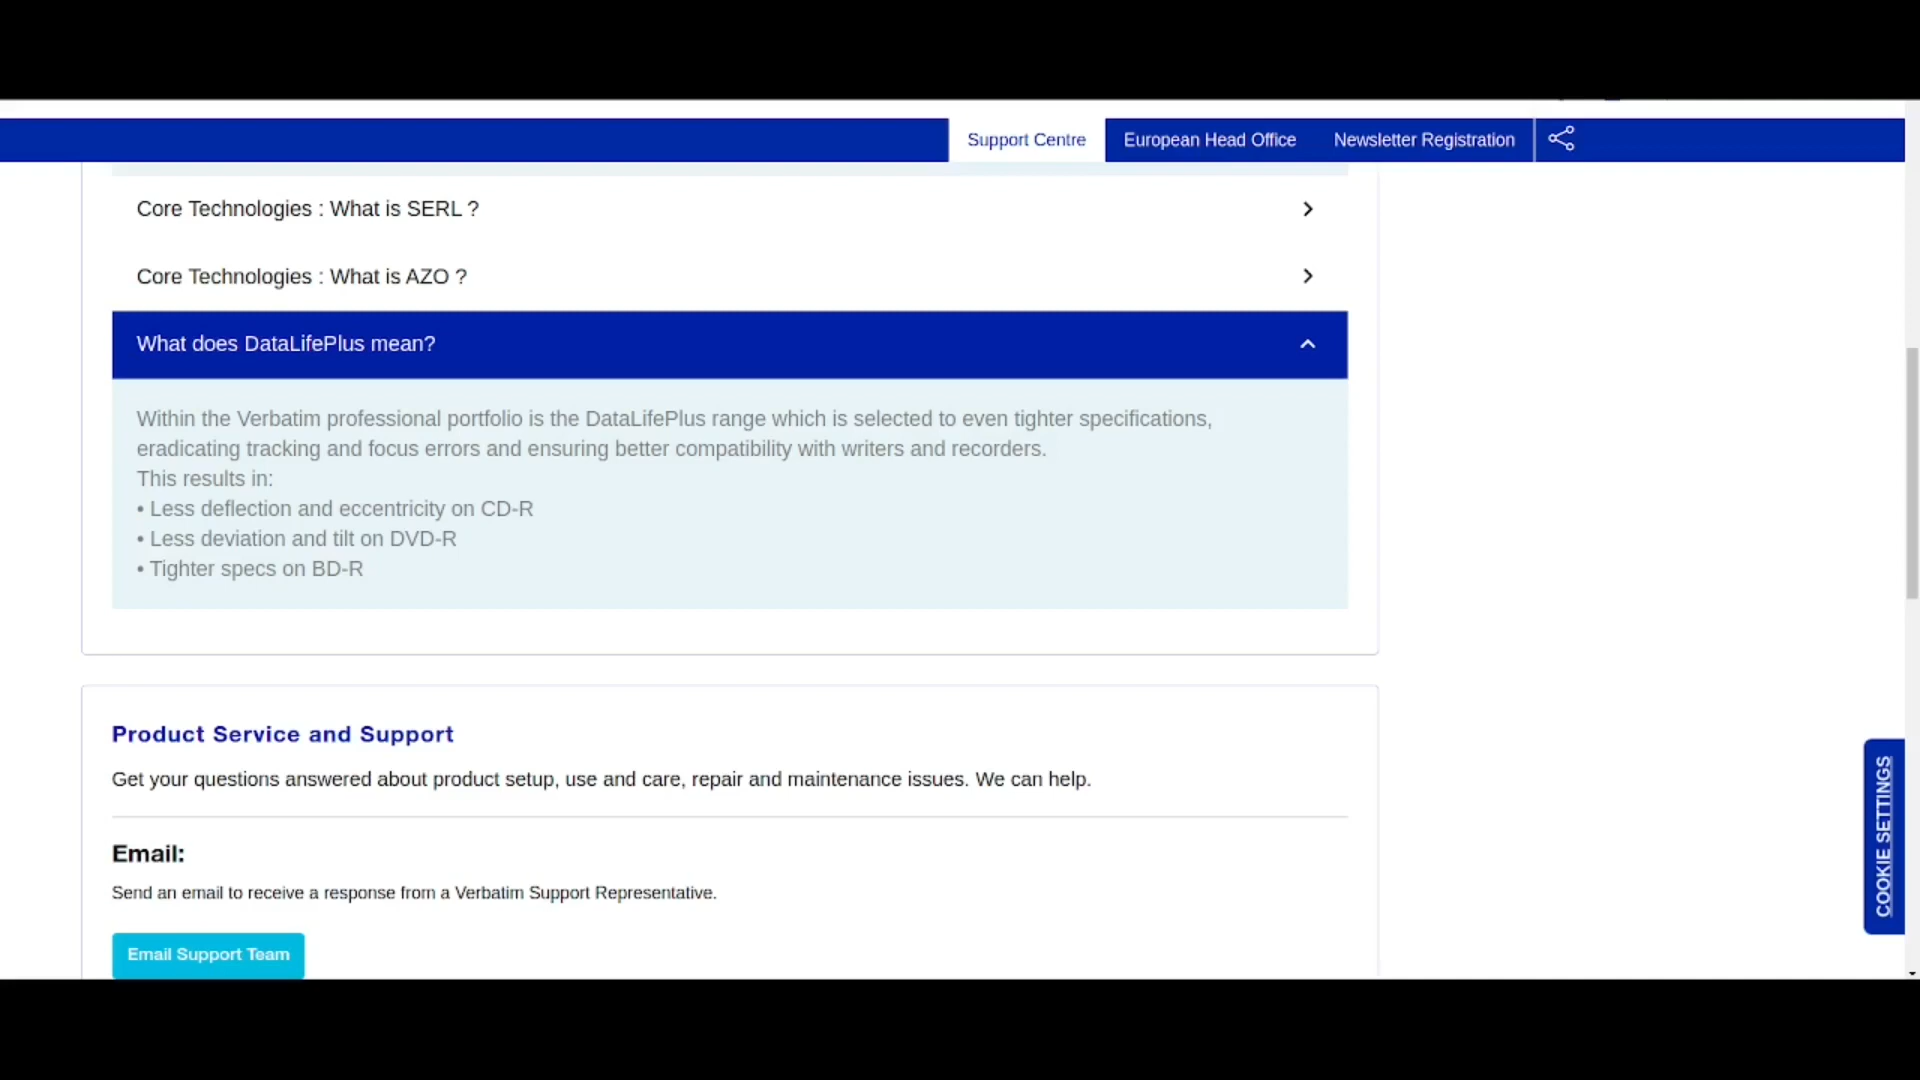 Support Centre European Head Office Newsletter Registration
Core Technologies : What is SERL ?
Core Technologies : What is AZO ?
What does DataLifePlus mean?
Within the Verbatim professional portfolio is the DataLifePlus range which is selected to even tighter specifications,
eradicating tracking and focus errors and ensuring better compatibility with writers and recorders.
This results in:
• Less deflection and eccentricity on CD-R
• Less deviation and tilt on DVD-R
• Tighter specs on BD-R
Product Service and Support
Get your questions answered about product setup, use and care, repair and maintenance issues. We can help.
Email:
Send an email to receive a response from a Verbatim Support Representative.
Email Support Team
COOKIE SETTINGS